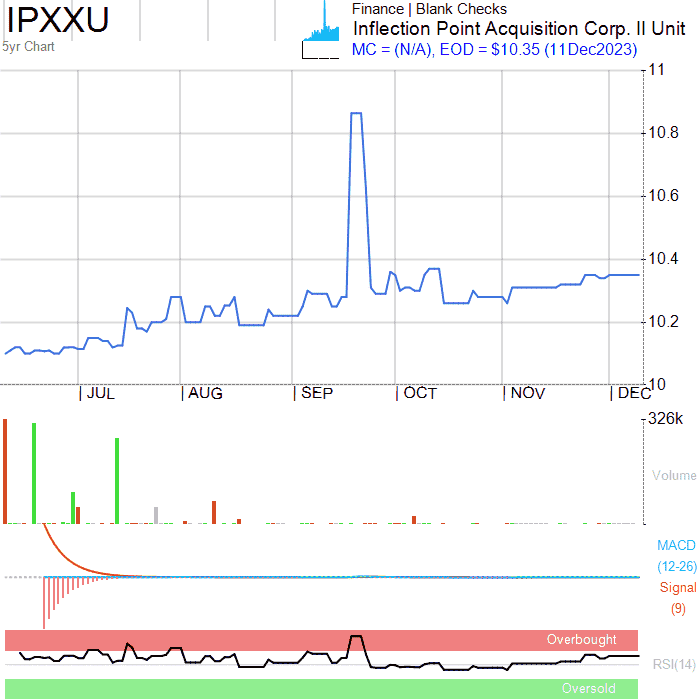 IPXXU
5yr Chart
Finance | Blank Checks
Inflection Point Acquisition Corp. II Unit
MC = (N/A), EOD = $10.35 (11Dec2023)
11
10.8
10.6
10.4
10.2
10
| JUL | AUG | SEP | OCT | NOV | DEC
326k
Volume
MACD
(12-26)
Signal
(9)
Overbought
RSI(14)
Oversold